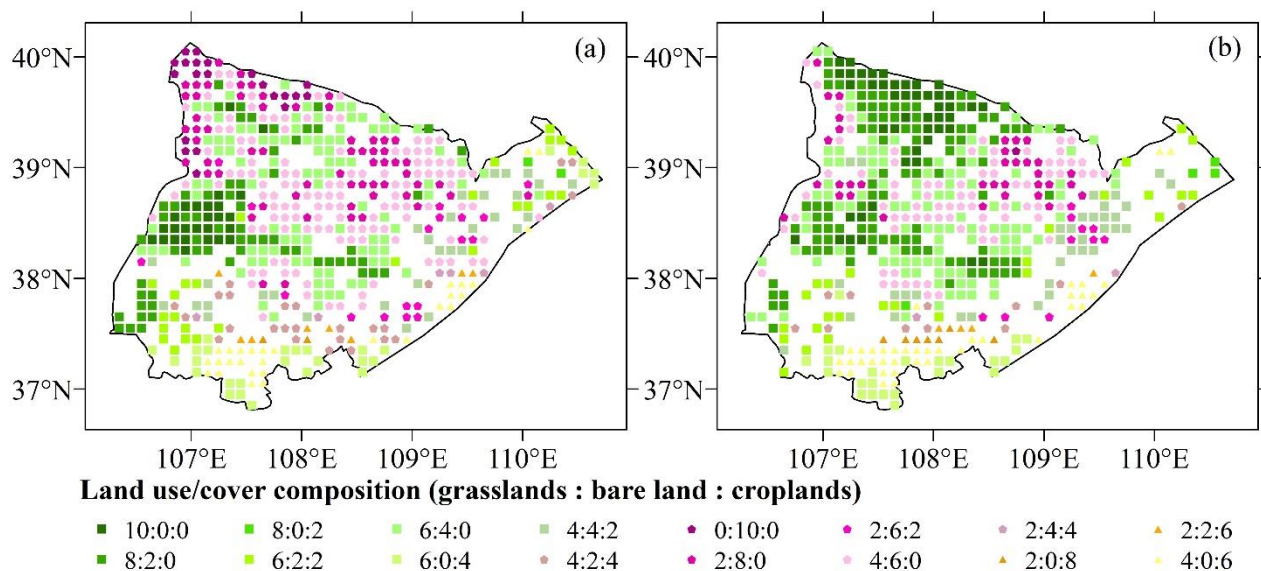 (a) (b)
40°N 40°N
39°N 39°N
38°N 38°N
37°N 37°N
107°E 108°E 109°E 110°E 107°E 108°E 109°E 110°E
Land use/cover composition (grasslands : bare land : croplands)
10:0:0 8:0:2 6:4:0 4:4:2 0:10:0 2:6:2 2:4:4 2:2:6
8:2:0 6:2:2 6:0:4 4:2:4 2:8:0 4:6:0 2:0:8 4:0:6